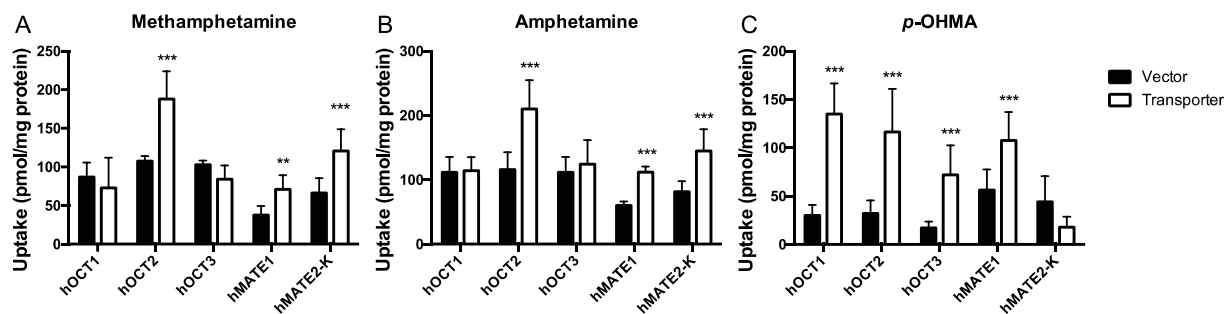 A
Methamphetamine
Uptake (pmol/mg protein)
250
200
150
100
50
0
***
**
***
hOCT1
hOCT2
hOCT3
hMATE1
hMATE2-K
B
Amphetamine
Uptake (pmol/mg protein)
300
200
100
0
***
***
***
hOCT1
hOCT2
hOCT3
hMATE1
hMATE2-K
C
p-OHMA
Uptake (pmol/mg protein)
200
150
100
50
0
***
***
***
***
hOCT1
hOCT2
hOCT3
hMATE1
hMATE2-K
Vector
Transporter